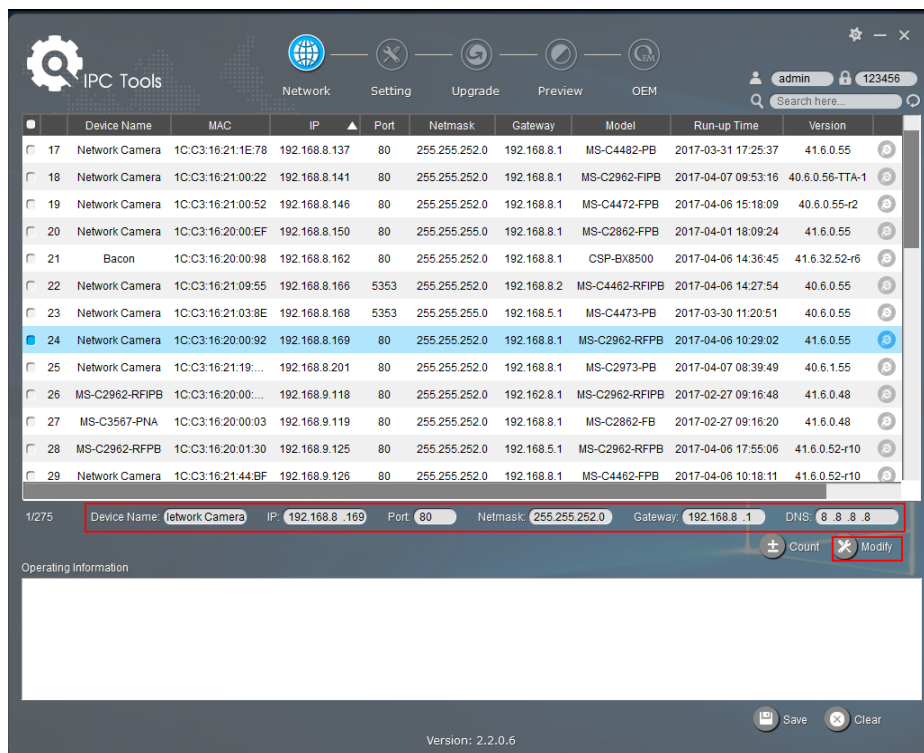 IPC Tools
Network Setting Upgrade Preview OEM
OEM
admin 123456
Search here...
Device Name MAC IP Port Netmask Gateway Model Run-up Time Version
17 Network Camera 1C:C3:16:21:1E:78 192.168.8.137 80 255.255.252.0 192.168.8.1 MS-C4482-PB 2017-03-31 17:25:37 41.6.0.55
18 Network Camera 1C:C3:16:21:00:22 192.168.8.141 80 255.255.252.0 192.168.8.1 MS-C2962-FIPB 2017-04-07 09:53:16 40.6.0.56-TTA-1
19 Network Camera 1C:C3:16:21:00:52 192.168.8.146 80 255.255.255.0 192.168.8.1 MS-C4472-FPB 2017-04-06 15:18:09 40.6.0.55-r2
20 Network Camera 1C:C3:16:20:00:EF 192.168.8.150 80 255.255.255.0 192.168.8.1 MS-C2862-FPB 2017-04-01 18:09:24 41.6.0.55
21 Bacon 1C:C3:16:20:00:98 192.168.8.162 80 255.255.252.0 192.168.8.1 CSP-BX8500 2017-04-06 14:36:45 41.6.32.52-r6
22 Network Camera 1C:C3:16:21:09:55 192.168.8.166 5353 255.255.252.0 192.168.8.2 MS-C4462-RFIPB 2017-04-06 14:27:54 40.6.0.55
23 Network Camera 1C:C3:16:21:03:8E 192.168.8.168 5353 255.255.255.0 192.168.5.1 MS-C4473-PB 2017-03-30 11:20:51 40.6.0.55
24 Network Camera 1C:C3:16:20:00:92 192.168.8.169 80 255.255.252.0 192.168.8.1 MS-C2962-RFPB 2017-04-06 10:29:02 41.6.0.55
25 Network Camera 1C:C3:16:21:19:... 192.168.8.201 80 255.255.252.0 192.168.8.1 MS-C2973-PB 2017-04-07 08:39:49 40.6.1.55
26 MS-C2962-RFIPB 1C:C3:16:20:00:... 192.168.9.118 80 255.255.252.0 192.162.8.1 MS-C2962-RFIPB 2017-02-27 09:16:48 41.6.0.48
27 MS-C3567-PNA 1C:C3:16:20:00:03 192.168.9.119 80 255.255.252.0 192.168.8.1 MS-C2862-FB 2017-02-27 09:16:20 41.6.0.48
28 MS-C2962-RFPB 1C:C3:16:20:01:30 192.168.9.125 80 255.255.252.0 192.168.5.1 MS-C2962-RFPB 2017-04-06 17:55:06 41.6.0.52-r10
29 Network Camera 1C:C3:16:21:44:BF 192.168.9.126 80 255.255.252.0 192.168.8.1 MS-C4462-FPB 2017-04-06 10:18:11 41.6.0.52-r10
1/275 Device Name: letwork Camera IP: 192.168.8 .169 Port: 80 Netmask: 255.255.252.0 Gateway: 192.168.8 .1 DNS: 8 .8 .8 .8
Count Modify
Operating Information
Save Clear
Version: 2.2.0.6